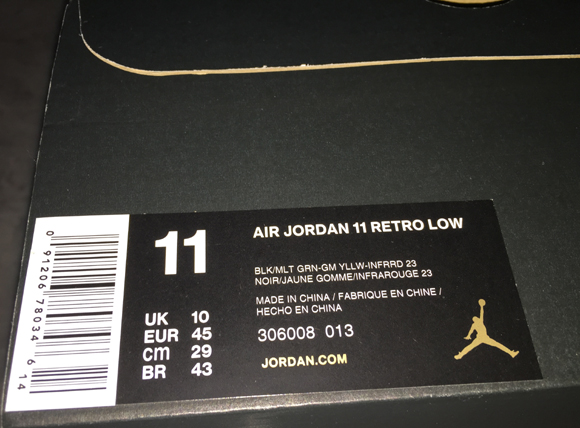 11
AIR JORDAN 11 RETRO LOW
BLK/MLT GRN-GM YLLW-INFRRD 23
NOIR/JAUNE GOMME/INFRAROUGE 23
MADE IN CHINA / FABRIQUE EN CHINE /
HECHO EN CHINA
UK 10
EUR 45
cm 29
BR 43
306008 013
JORDAN.COM
0 91206 78034 6 14